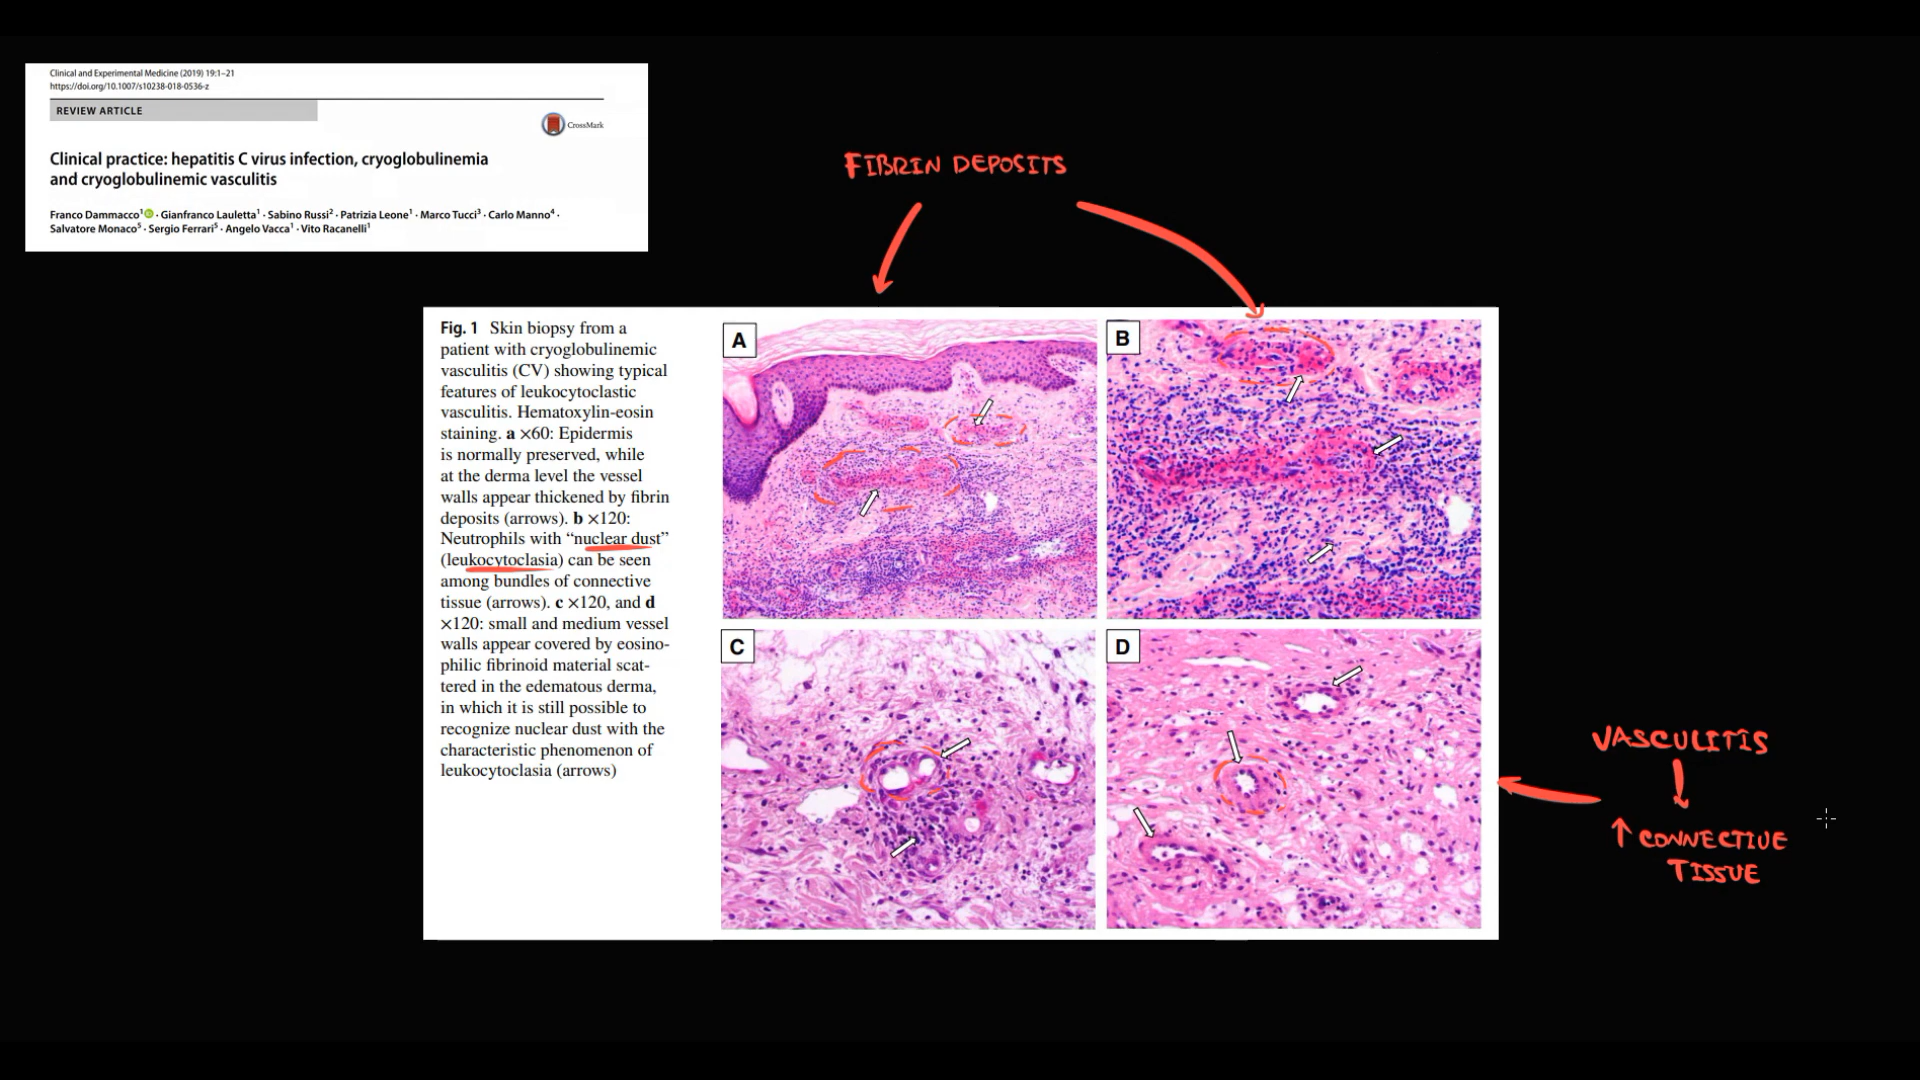 Clinical and Experimental Medicine (2019) 19:1–21
https://doi.org/10.1007/s10238-018-0536-z
REVIEW ARTICLE
CrossMark
Clinical practice: hepatitis C virus infection, cryoglobulinemia
and cryoglobulinemic vasculitis
Franco Dammacco1 · Gianfranco Lauletta1 · Sabino Russi2 · Patrizia Leone1 · Marco Tucci3 · Carlo Manno4 ·
Salvatore Monaco5 · Sergio Ferrari5 · Angelo Vacca1 · Vito Racanelli1
FIBRIN DEPOSITS
Fig. 1 Skin biopsy from a
patient with cryoglobulinemic
vasculitis (CV) showing typical
features of leukocytoclastic
vasculitis. Hematoxylin-eosin
staining. a ×60: Epidermis
is normally preserved, while
at the derma level the vessel
walls appear thickened by fibrin
deposits (arrows). b ×120:
Neutrophils with “nuclear dust”
(leukocytoclasia) can be seen
among bundles of connective
tissue (arrows). c ×120, and d
×120: small and medium vessel
walls appear covered by eosino-
philic fibrinoid material scat-
tered in the edematous derma,
in which it is still possible to
recognize nuclear dust with the
characteristic phenomenon of
leukocytoclasia (arrows)
A
B
C
D
VASCULITIS
↑ CONNECTIVE
TISSUE